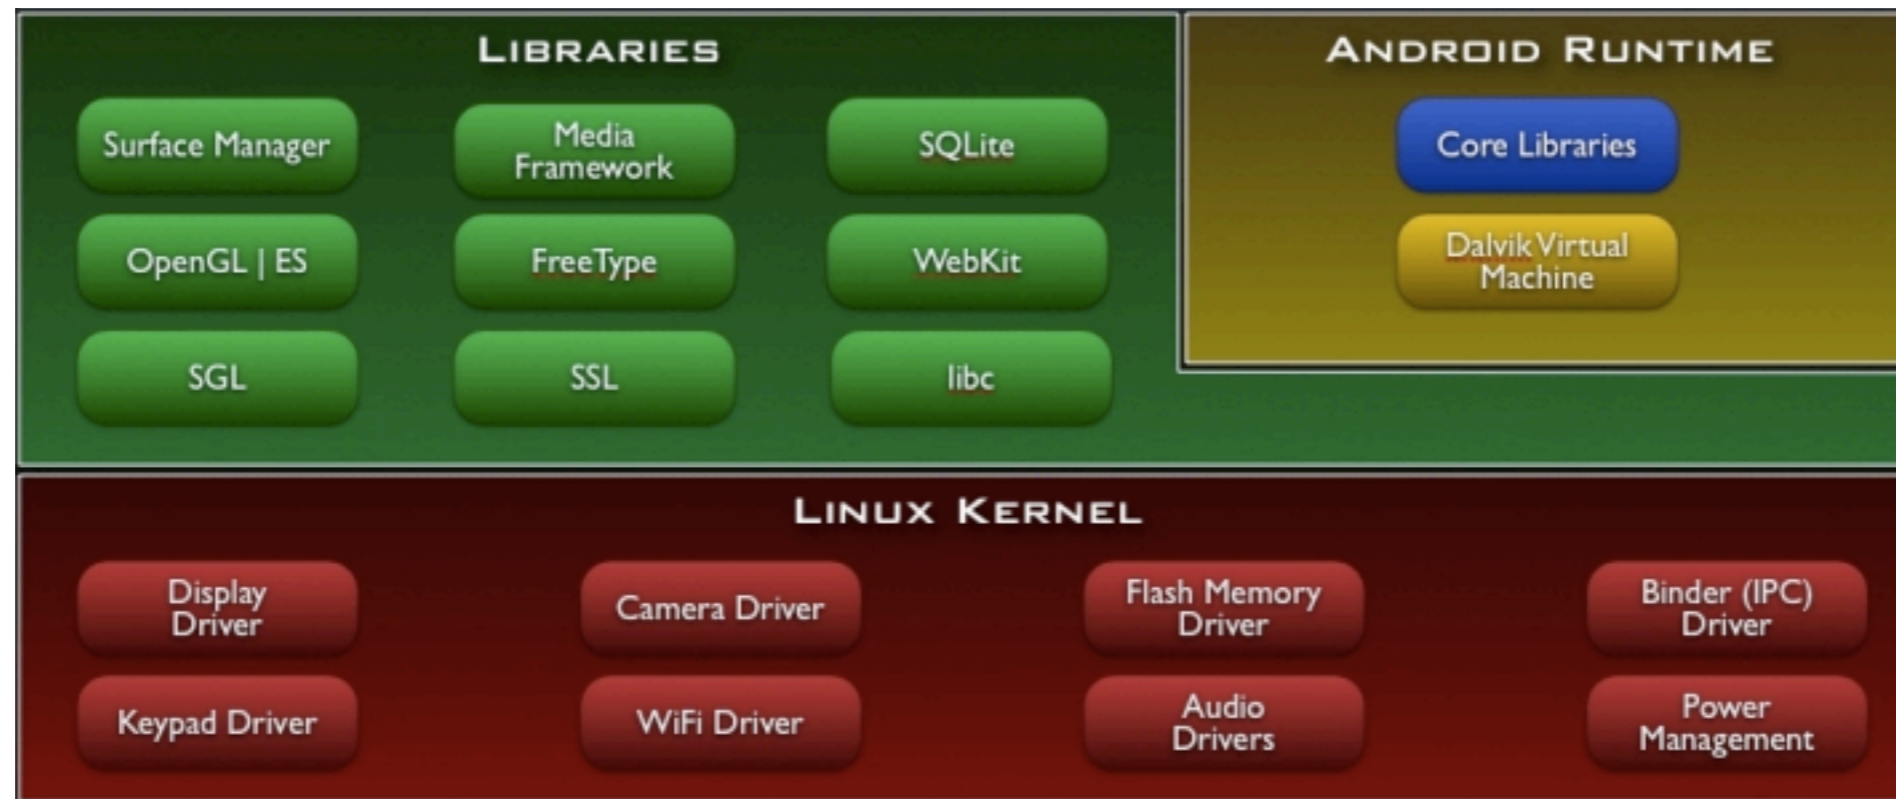 LIBRARIES
Surface Manager
Media
Framework
SQLite
OpenGL | ES
FreeType
WebKit
SGL
SSL
libc
ANDROID RUNTIME
Core Libraries
Dalvik Virtual
Machine
LINUX KERNEL
Display
Driver
Camera Driver
Flash Memory
Driver
Binder (IPC)
Driver
Keypad Driver
WiFi Driver
Audio
Drivers
Power
Management